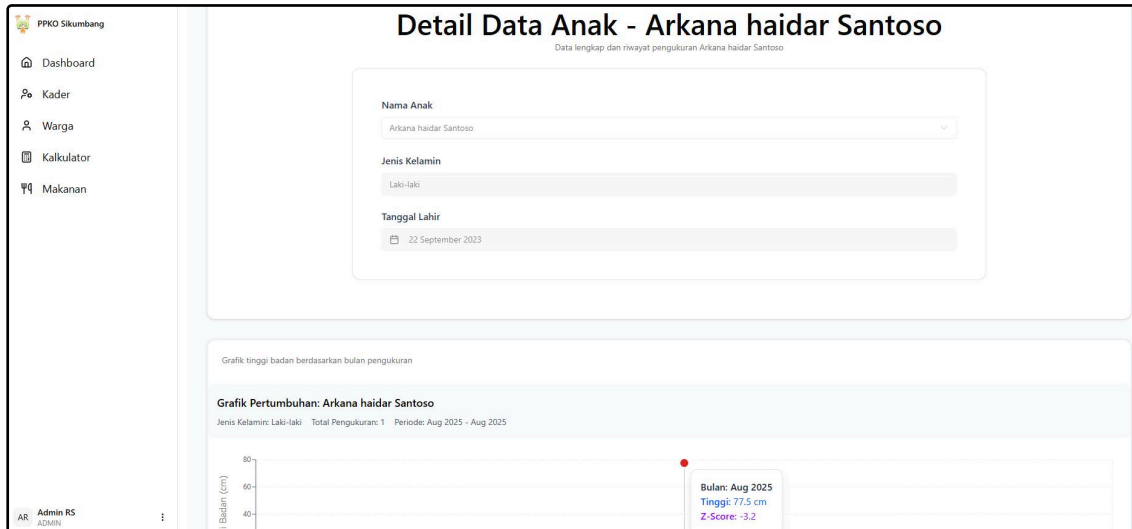 PPKO Sikumbang
Dashboard
Kader
Warga
Kalkulator
Makanan
AR
Admin RS
ADMIN
Detail Data Anak - Arkana haidar Santoso
Data lengkap dan riwayat pengukuran Arkana haidar Santoso
Nama Anak
Arkana haidar Santoso
Jenis Kelamin
Laki-laki
Tanggal Lahir
22 September 2023
Grafik tinggi badan berdasarkan bulan pengukuran
Grafik Pertumbuhan: Arkana haidar Santoso
Jenis Kelamin: Laki-laki Total Pengukuran: 1 Periode: Aug 2025 - Aug 2025
80
60
40
i Badan (cm)
Bulan: Aug 2025
Tinggi: 77.5 cm
Z-Score: -3.2